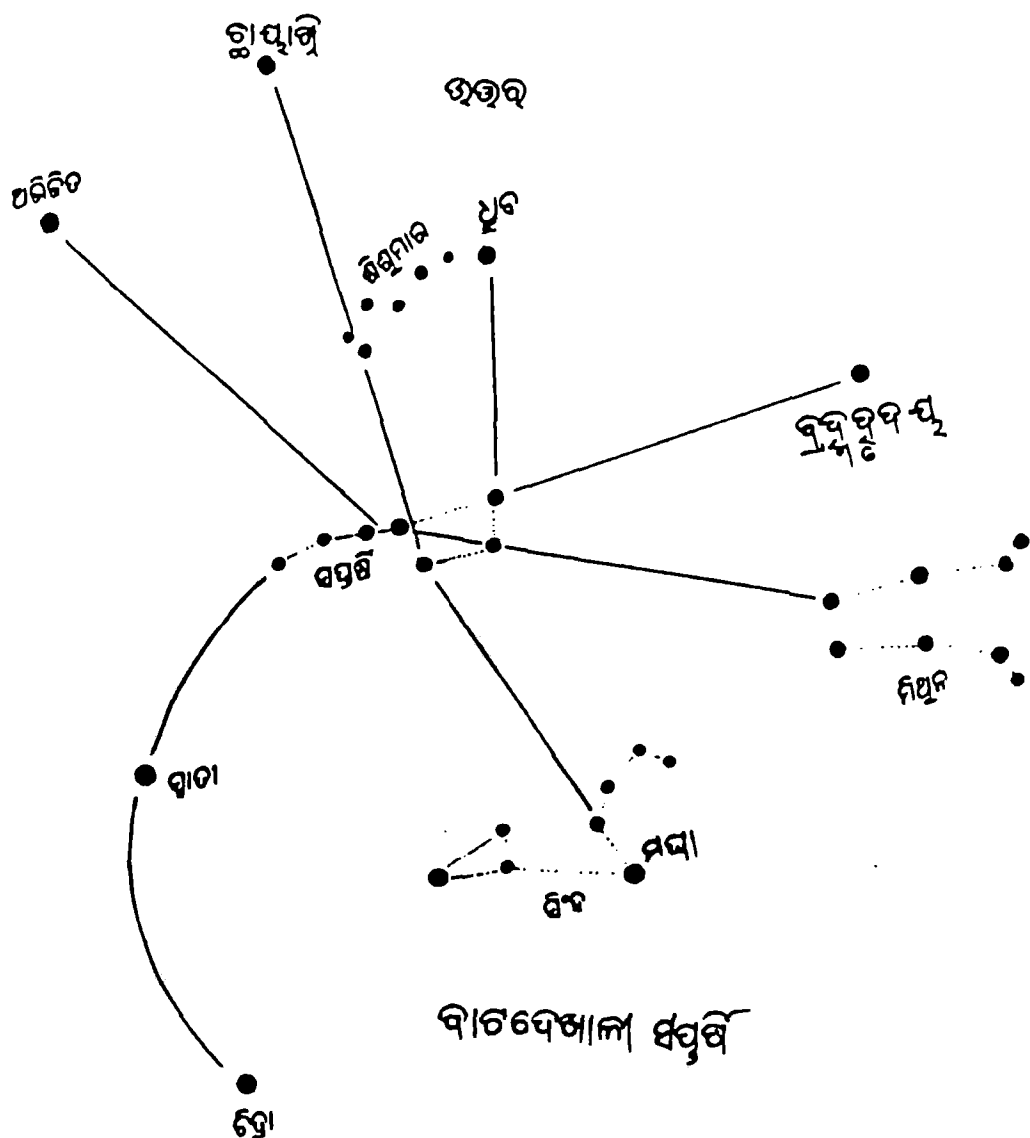 ଛାୟାଗ୍ନି
ଉତ୍ତର
ଅଭିଜିତ
ଶିଶୁମାର
ଧ୍ରୁବ
ବ୍ରହ୍ମହୃଦୟ
ସପ୍ତର୍ଷି
ମିଥୁନ
ସ୍ୱାତୀ
ମଘା
ସିଂହ
ବାଟଦେଖାଳୀ ସପ୍ତର୍ଷି
ଚିତ୍ରା